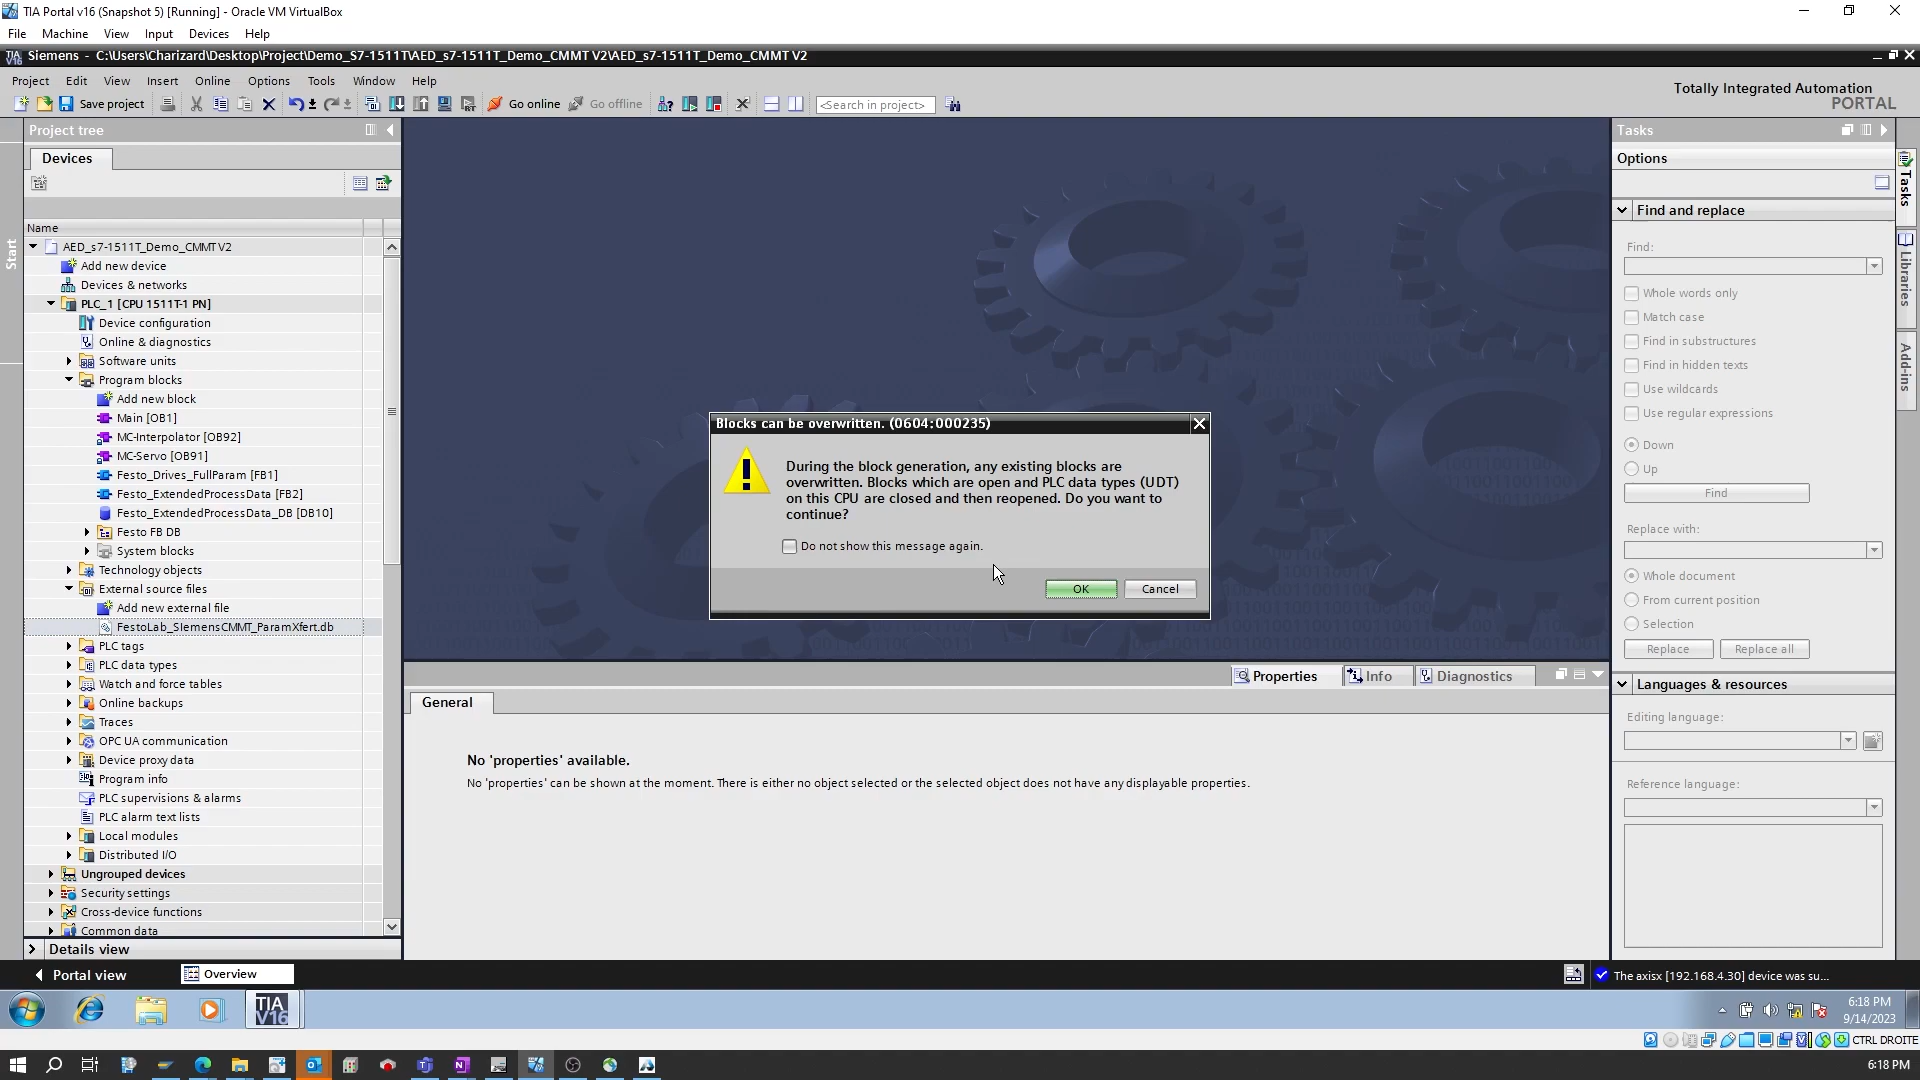 TIA Portal v16 (Snapshot 5) [Running] - Oracle VM VirtualBox
File Machine View Input Devices Help
Siemens - C:\Users\Charizard\Desktop\Project\Demo_S7-1511T\AED_s7-1511T_Demo_CMMT V2\AED_s7-1511T_Demo_CMMT V2
Project Edit View Insert Online Options Tools Window Help
Totally Integrated Automation
PORTAL
Save project Go online Go offline <Search in project>
Project tree
Devices
Name
AED_s7-1511T_Demo_CMMT V2
Add new device
Devices & networks
PLC_1 [CPU 1511T-1 PN]
Device configuration
Online & diagnostics
Software units
Program blocks
Add new block
Main [OB1]
MC-Interpolator [OB92]
MC-Servo [OB91]
Festo_Drives_FullParam [FB1]
Festo_ExtendedProcessData [FB2]
Festo_ExtendedProcessData_DB [DB10]
Festo FB DB
System blocks
Technology objects
External source files
Add new external file
FestoLab_SIemensCMMT_ParamXfert.db
PLC tags
PLC data types
Watch and force tables
Online backups
Traces
OPC UA communication
Device proxy data
Program info
PLC supervisions & alarms
PLC alarm text lists
Local modules
Distributed I/O
Ungrouped devices
Security settings
Cross-device functions
Common data
Details view
Start
Blocks can be overwritten. (0604:000235)
During the block generation, any existing blocks are
overwritten. Blocks which are open and PLC data types (UDT)
on this CPU are closed and then reopened. Do you want to
continue?
Do not show this message again.
OK Cancel
Properties Info Diagnostics
General
No 'properties' available.
No 'properties' can be shown at the moment. There is either no object selected or the selected object does not have any displayable properties.
Tasks
Options
Find and replace
Find:
Whole words only
Match case
Find in substructures
Find in hidden texts
Use wildcards
Use regular expressions
Down
Up
Find
Replace with:
Whole document
From current position
Selection
Replace Replace all
Languages & resources
Editing language:
Reference language:
Tasks
Libraries
Add-ins
Portal view Overview
The axisx [192.168.4.30] device was su...
TIA
V16
6:18 PM
9/14/2023
CTRL DROITE
6:18 PM